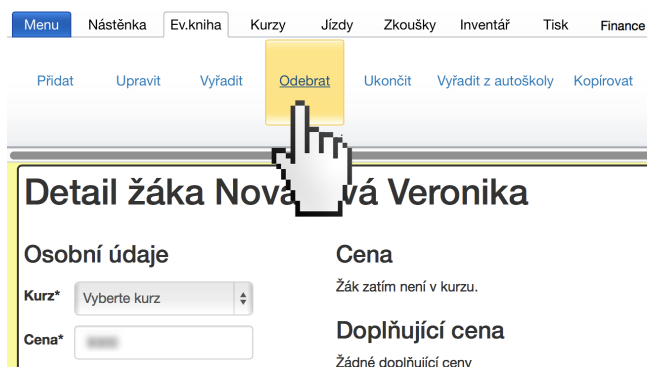 Menu Nástěnka Ev.kniha Kurzy Jízdy Zkoušky Inventář Tisk Finance
Přidat Upravit Vyřadit Odebrat Ukončit Vyřadit z autoškoly Kopírovat
Detail žáka Nová vá Veronika
Osobní údaje
Kurz* Vyberte kurz
Cena*
Cena
Žák zatím není v kurzu.
Doplňující cena
Žádné doplňující ceny